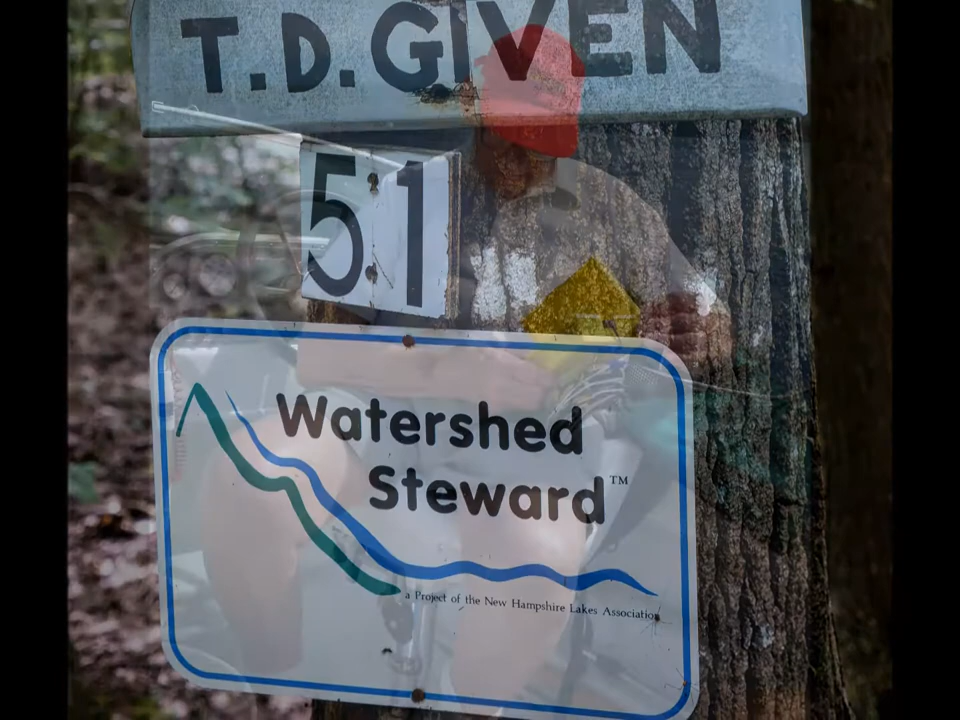 T.D.GIVEN
51
Watershed
Steward™
a Project of the New Hampshire Lakes Association